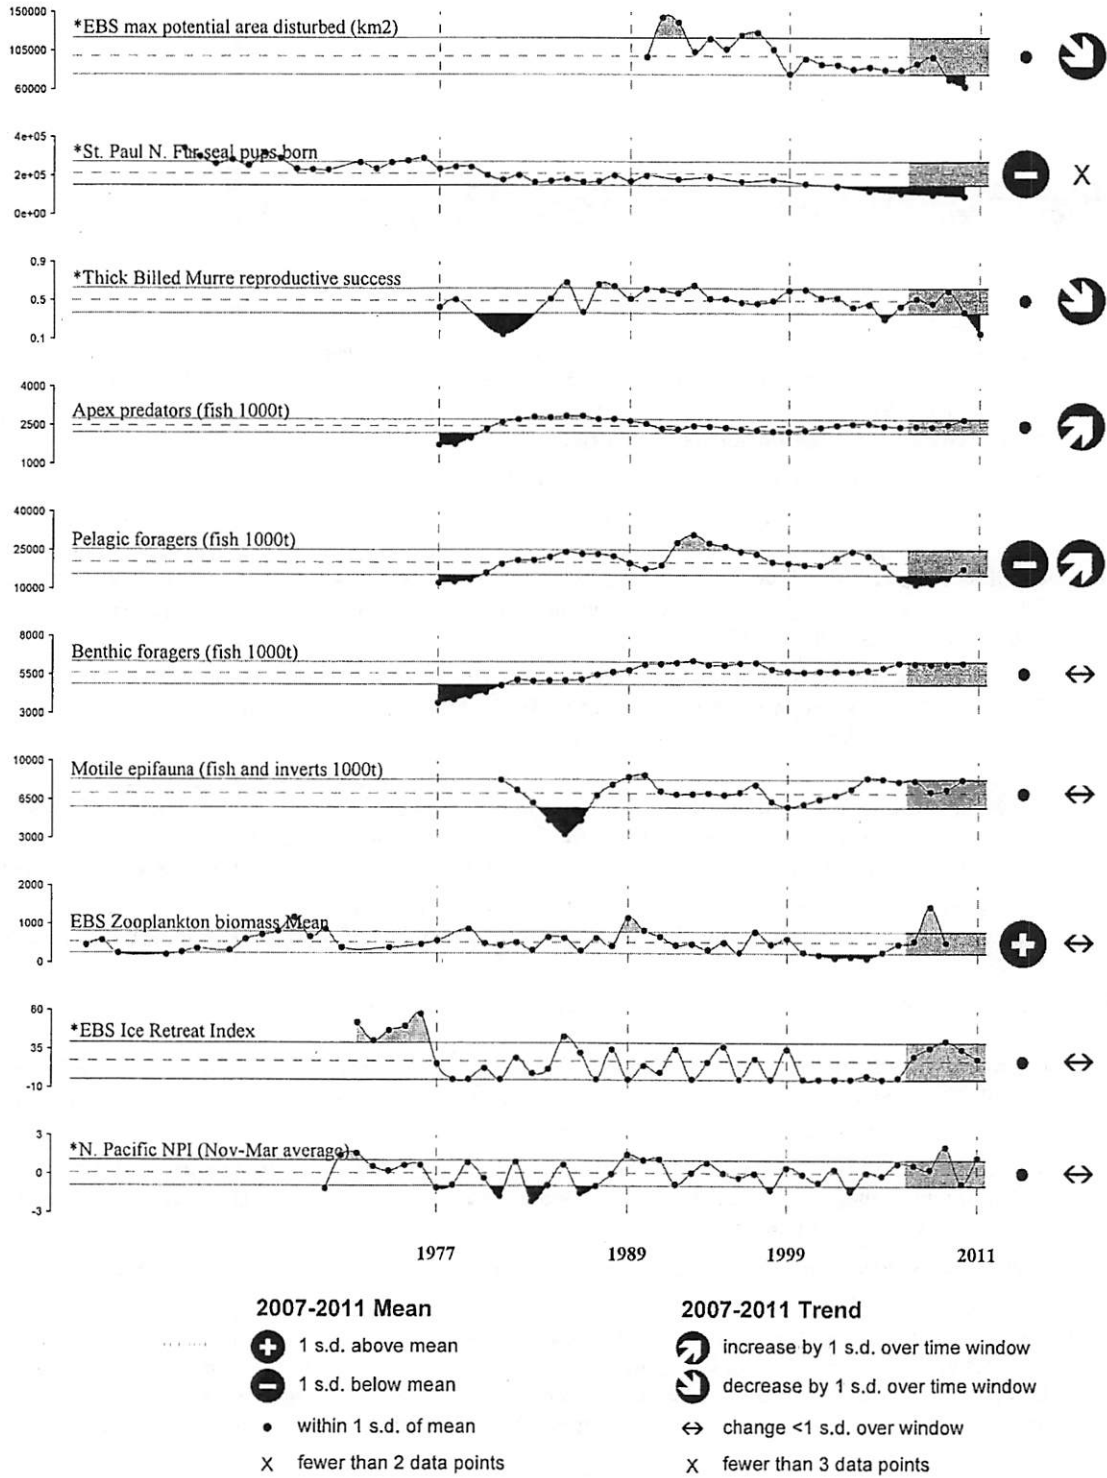 150000
*EBS max potential area disturbed (km2)
105000
60000
4e+05
*St. Paul N. Fur seal pups born
2e+05
0e+00
X
0.9
*Thick Billed Murre reproductive success
0.5
0.1
4000
Apex predators (fish 1000t)
2500
1000
40000
Pelagic foragers (fish 1000t)
25000
10000
8000
Benthic foragers (fish 1000t)
5500
3000
10000
Motile epifauna (fish and inverts 1000t)
6500
3000
2000
EBS Zooplankton biomass Mean
1000
0
60
*EBS Ice Retreat Index
35
-10
3
*N. Pacific NPI (Nov-Mar average)
0
-3
1977 1989 1999 2011
2007-2011 Mean
1 s.d. above mean
1 s.d. below mean
within 1 s.d. of mean
X fewer than 2 data points
2007-2011 Trend
increase by 1 s.d. over time window
decrease by 1 s.d. over time window
change <1 s.d. over window
X fewer than 3 data points